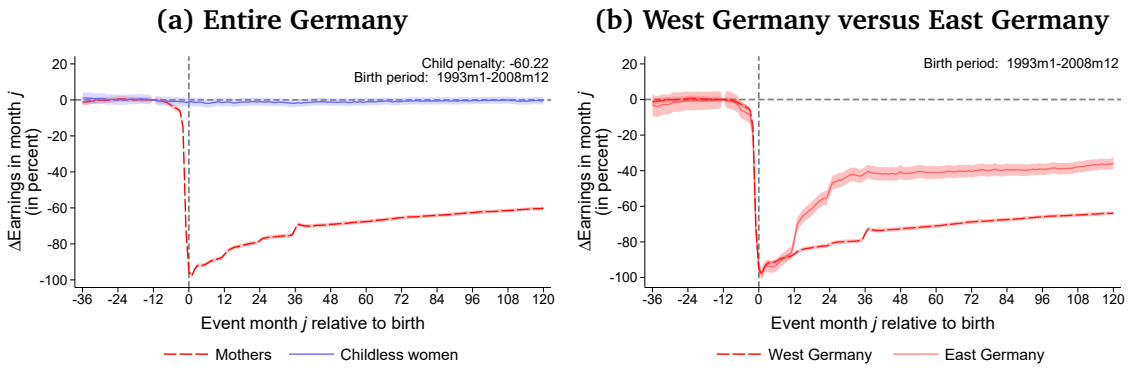 (a) Entire Germany
Child penalty: -60.22
Birth period: 1993m1-2008m12
ΔEarnings in month j
(in percent)
20
0
-20
-40
-60
-80
-100
-36 -24 -12 0 12 24 36 48 60 72 84 96 108 120
Event month j relative to birth
Mothers Childless women
(b) West Germany versus East Germany
Birth period: 1993m1-2008m12
ΔEarnings in month j
(in percent)
20
0
-20
-40
-60
-80
-100
-36 -24 -12 0 12 24 36 48 60 72 84 96 108 120
Event month j relative to birth
West Germany East Germany